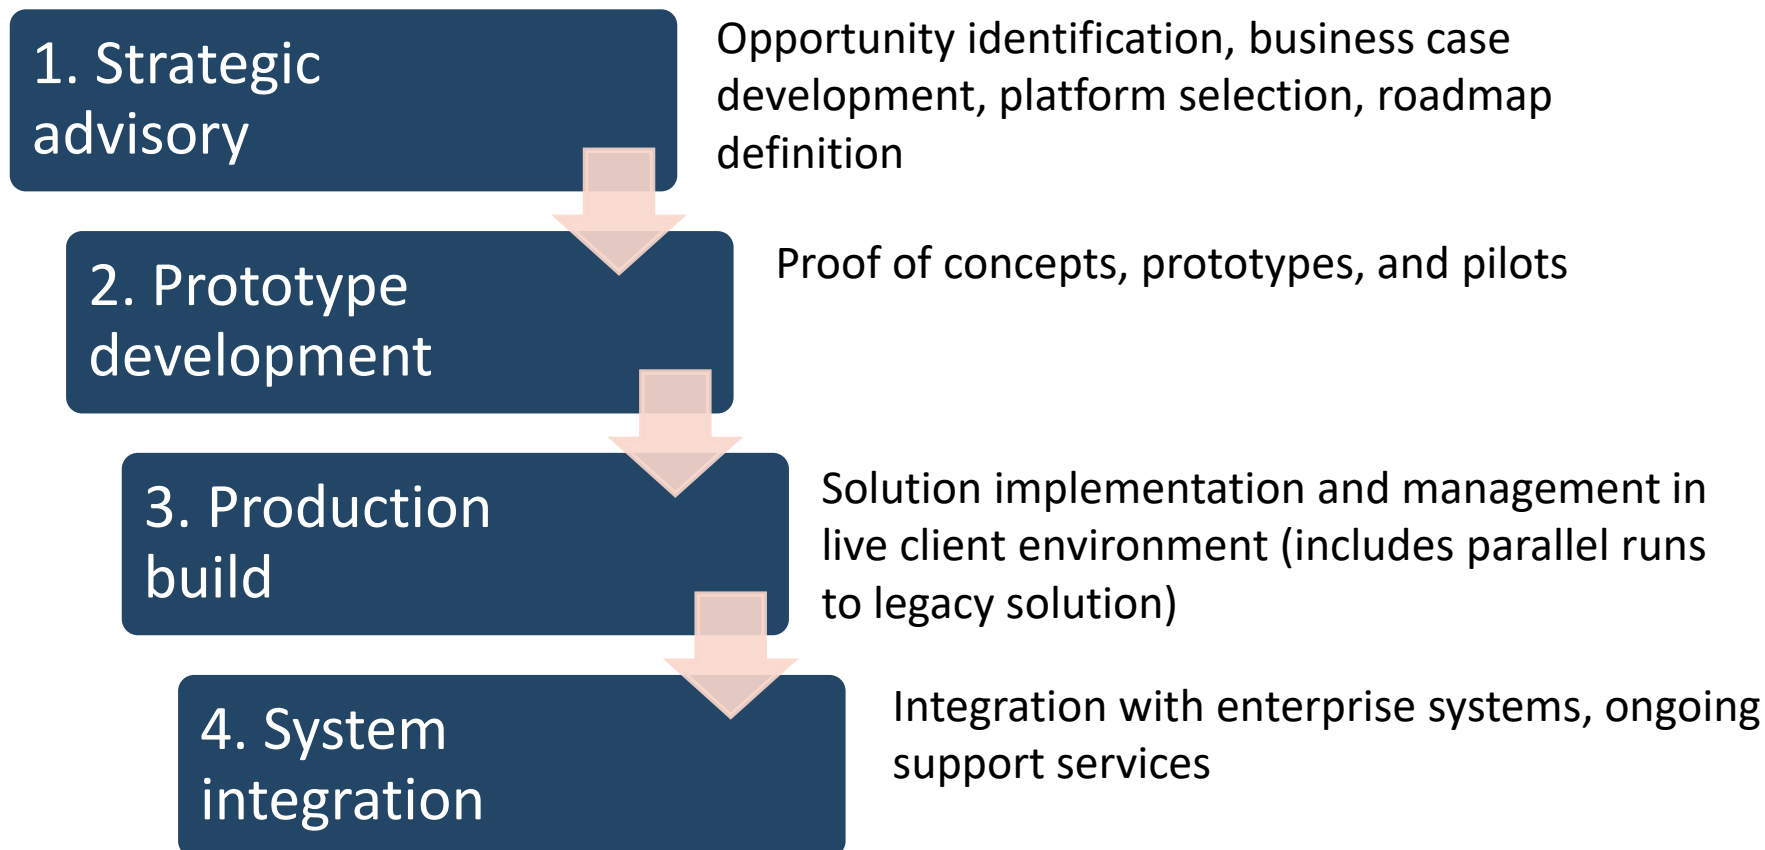 1. Strategic
advisory
Opportunity identification, business case
development, platform selection, roadmap
definition
2. Prototype
development
Proof of concepts, prototypes, and pilots
3. Production
build
Solution implementation and management in
live client environment (includes parallel runs
to legacy solution)
4. System
integration
Integration with enterprise systems, ongoing
support services